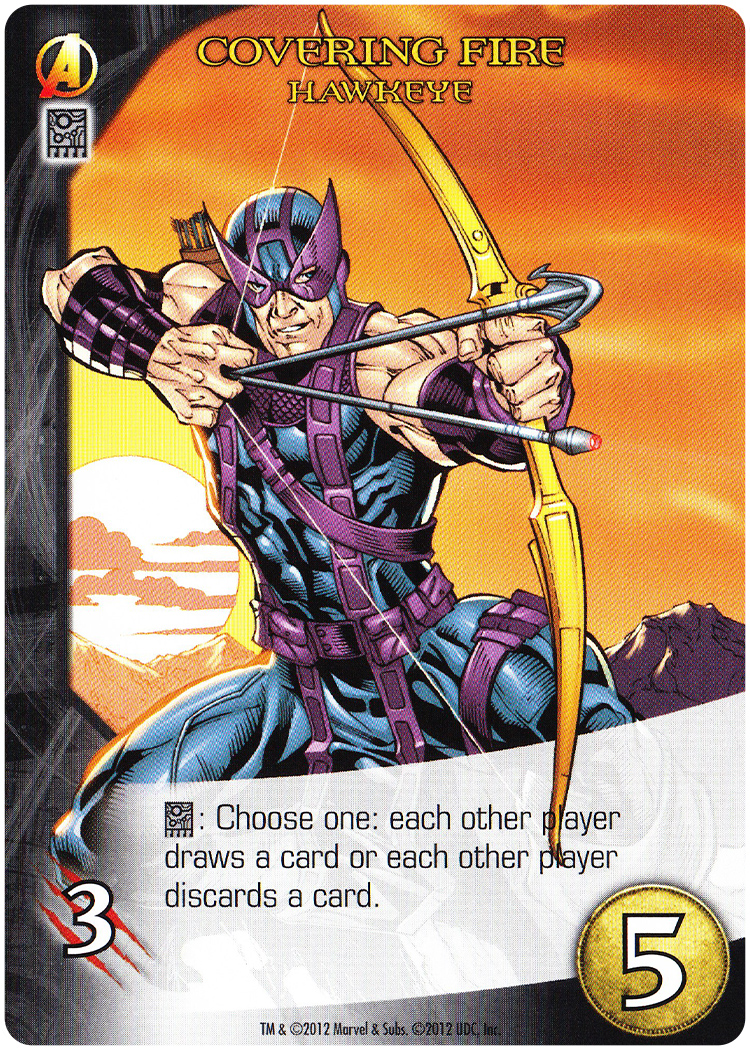 COVERING FIRE
HAWKEYE
: Choose one: each other player
draws a card or each other player
discards a card.
3
5
TM & ©2012 Marvel & Subs. ©2012 UDC, Inc.